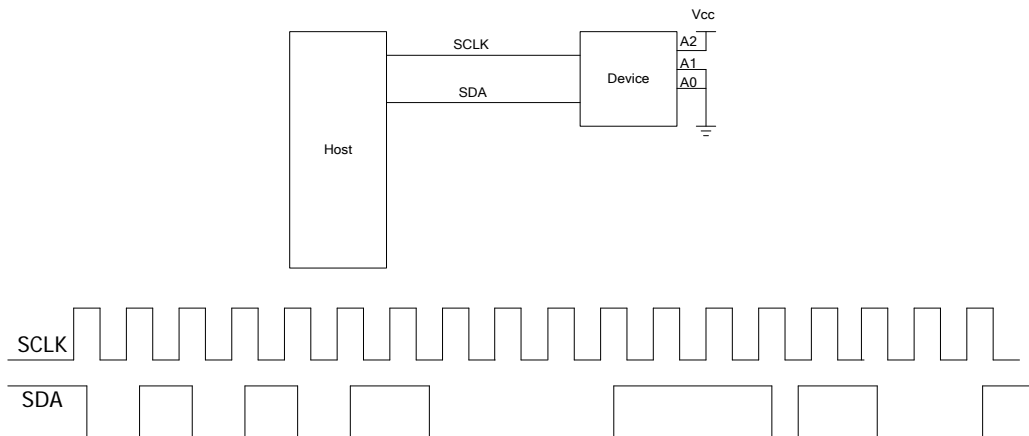 Vcc
SCLK
A2
A1
Device
A0
SDA
Host
SCLK
SDA